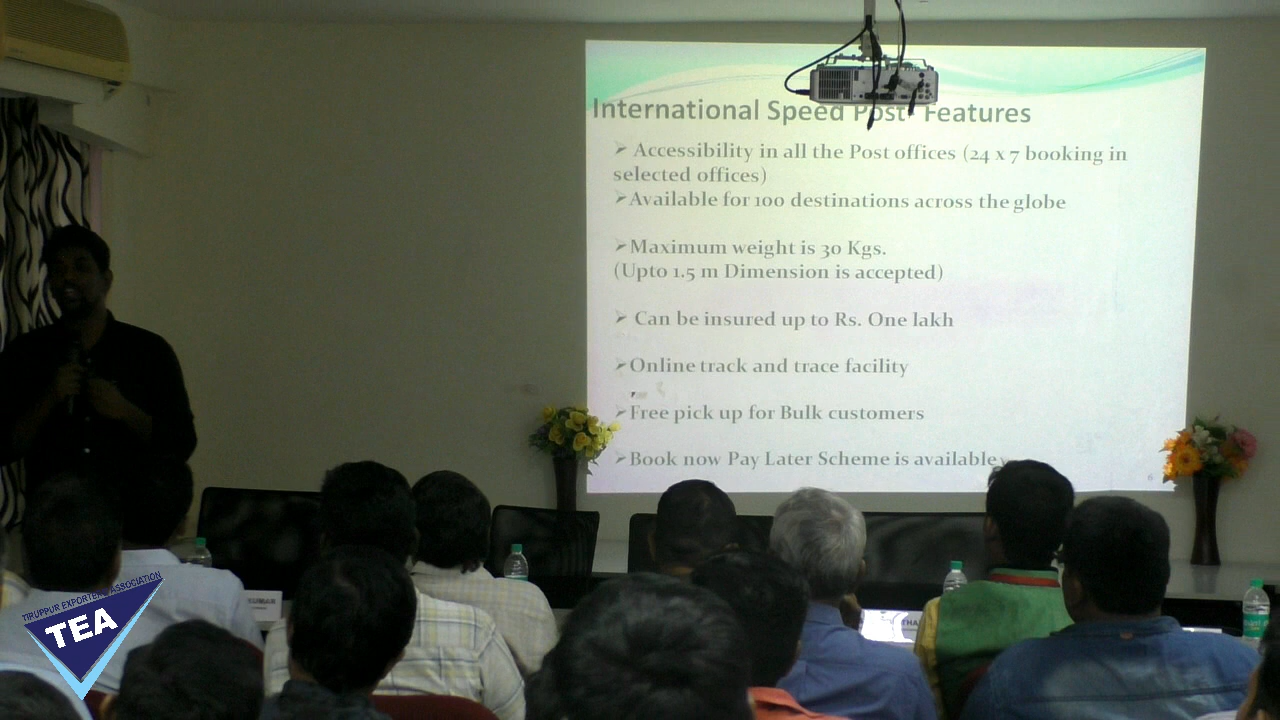 International Speed Post- Features
➢ Accessibility in all the Post offices (24 x 7 booking in
selected offices)
➢Available for 100 destinations across the globe
➢Maximum weight is 30 Kgs.
(Upto 1.5 m Dimension is accepted)
➢ Can be insured up to Rs. One lakh
➢Online track and trace facility
➢Free pick up for Bulk customers
➢Book now Pay Later Scheme is available
6
TIRUPPUR EXPORTERS ASSOCIATION
TEA